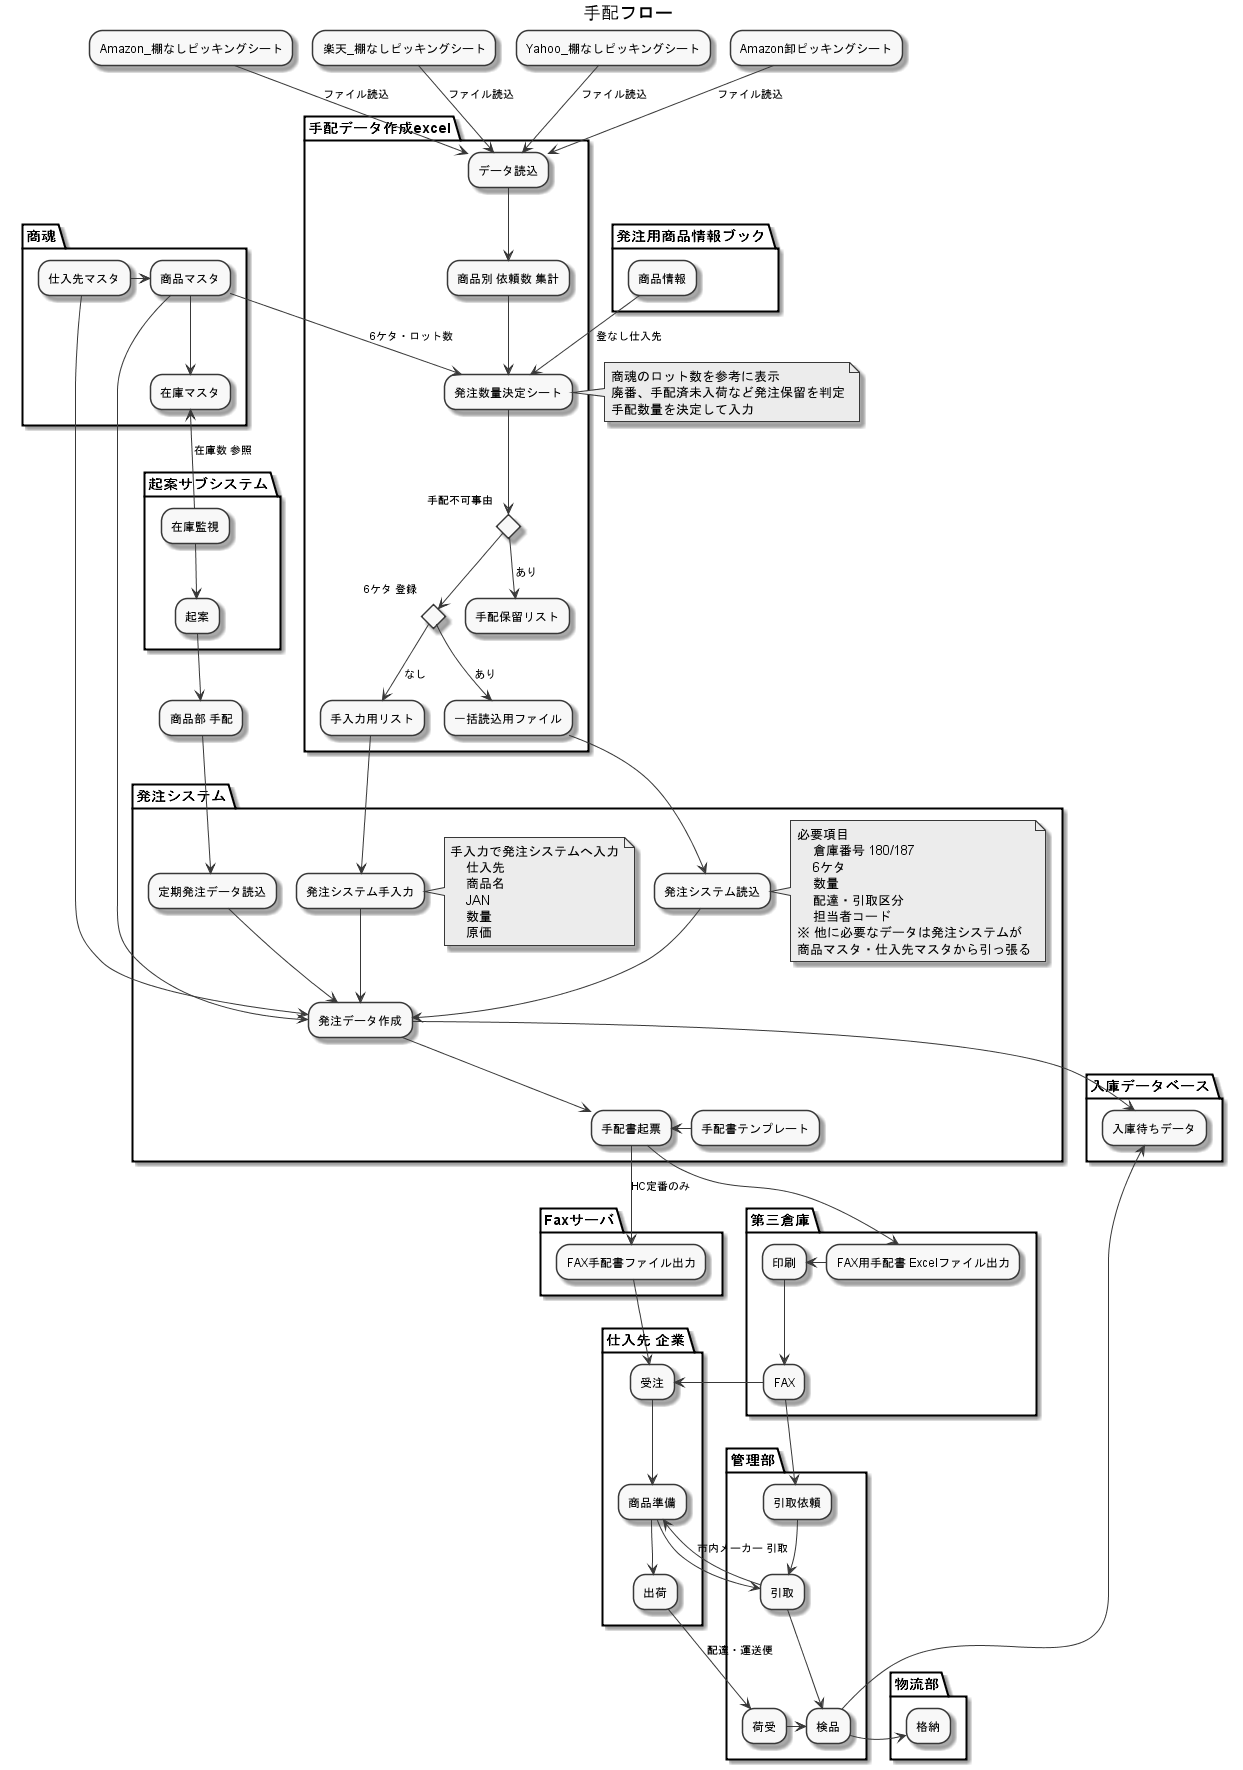 手配フロー
Amazon_棚なしピッキングシート
楽天_棚なしピッキングシート
Yahoo_棚なしピッキングシート
Amazon卸ピッキングシート
ファイル読込
ファイル読込
ファイル読込
ファイル読込
手配データ作成excel
データ読込
商魂
仕入先マスタ
商品マスタ
商品別 依頼数 集計
発注用商品情報ブック
商品情報
6ケタ・ロット数
登なし仕入先
在庫マスタ
発注数量決定シート
商魂のロット数を参考に表示
廃番、手配済未入荷など発注保留を判定
手配数量を決定して入力
在庫数 参照
起案サブシステム
手配不可事由
在庫監視
あり
6ケタ 登録
起案
手配保留リスト
なし
あり
商品部 手配
手入力用リスト
一括読込用ファイル
発注システム
定期発注データ読込
発注システム手入力
手入力で発注システムへ入力
仕入先
商品名
JAN
数量
原価
発注システム読込
必要項目
倉庫番号 180/187
6ケタ
数量
配達・引取区分
担当者コード
※ 他に必要なデータは発注システムが
商品マスタ・仕入先マスタから引っ張る
発注データ作成
入庫データベース
手配書起票
手配書テンプレート
入庫待ちデータ
HC定番のみ
Faxサーバ
第三倉庫
FAX手配書ファイル出力
印刷
FAX用手配書 Excelファイル出力
仕入先 企業
受注
FAX
管理部
商品準備
引取依頼
市内メーカー 引取
出荷
引取
配達・運送便
物流部
荷受
検品
格納